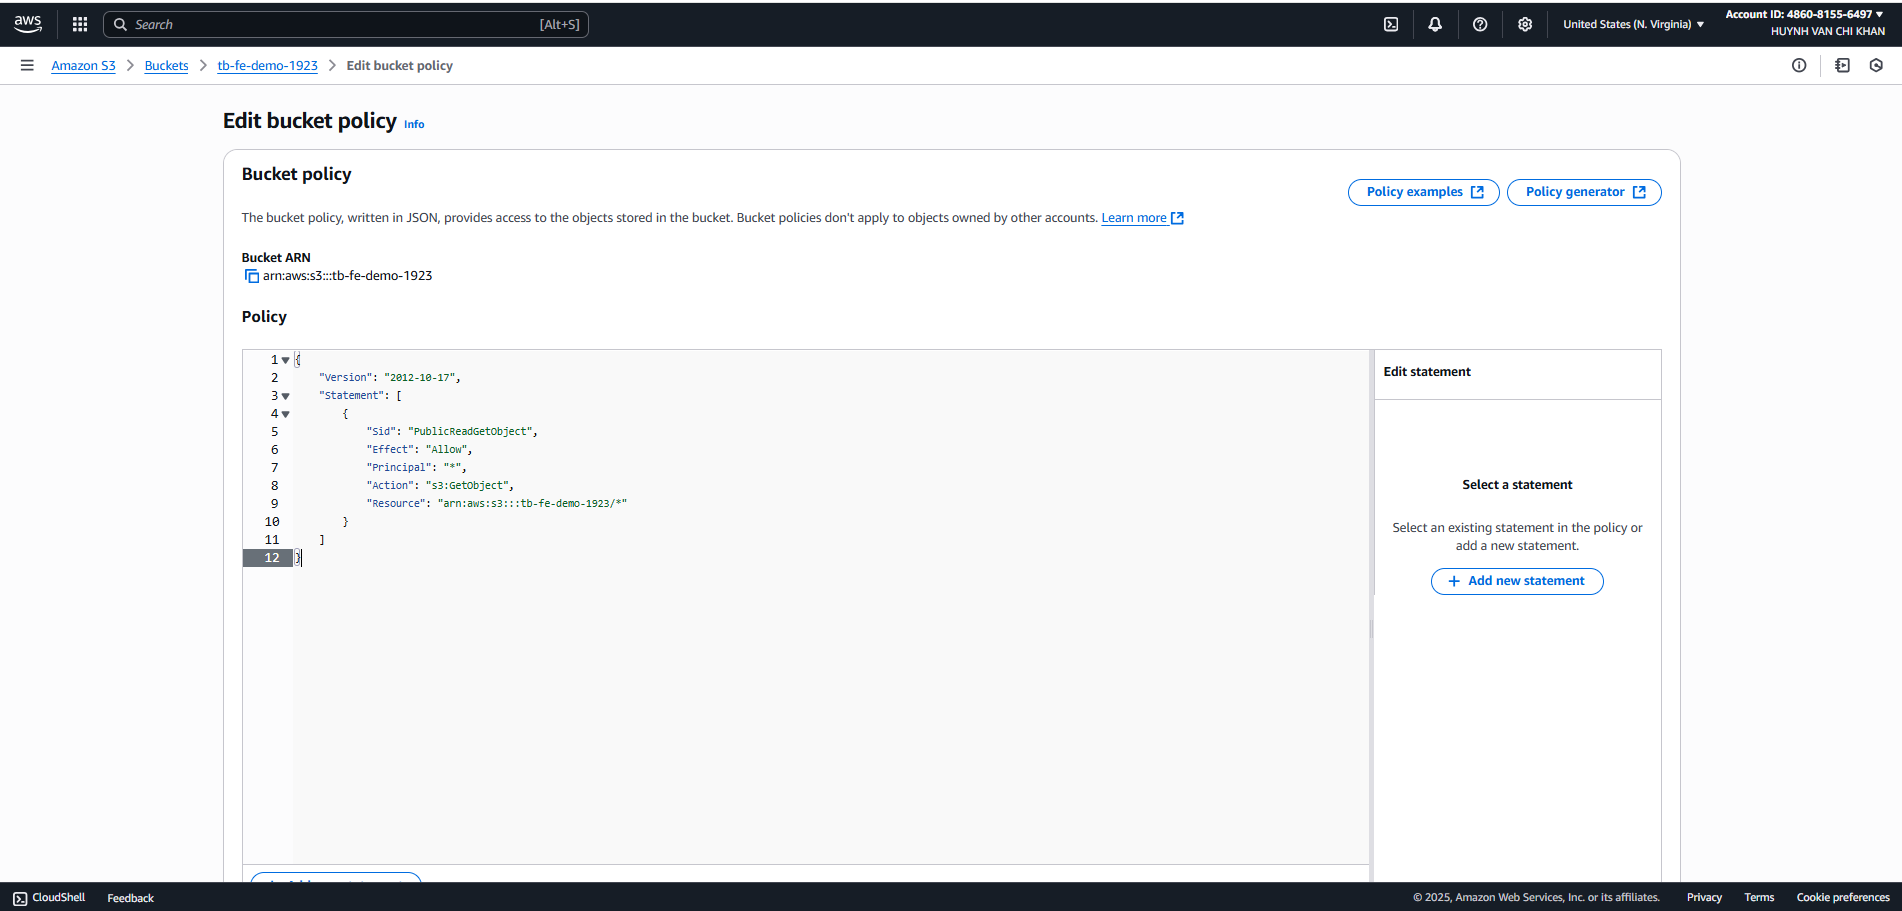 aws
Search [Alt+S]
United States (N. Virginia)
Account ID: 4860-8155-6497
HUYNH VAN CHI KHAN
Amazon S3 > Buckets > tb-fe-demo-1923 > Edit bucket policy
Edit bucket policy Info
Bucket policy
Policy examples
Policy generator
The bucket policy, written in JSON, provides access to the objects stored in the bucket. Bucket policies don't apply to objects owned by other accounts. Learn more
Bucket ARN
arn:aws:s3:::tb-fe-demo-1923
Policy
1 {
2 "Version": "2012-10-17",
3 "Statement": [
4 {
5 "Sid": "PublicReadGetObject",
6 "Effect": "Allow",
7 "Principal": "*",
8 "Action": "s3:GetObject",
9 "Resource": "arn:aws:s3:::tb-fe-demo-1923/*"
10 }
11 ]
12 }
Edit statement
Select a statement
Select an existing statement in the policy or
add a new statement.
+ Add new statement
CloudShell
Feedback
© 2025, Amazon Web Services, Inc. or its affiliates.
Privacy
Terms
Cookie preferences